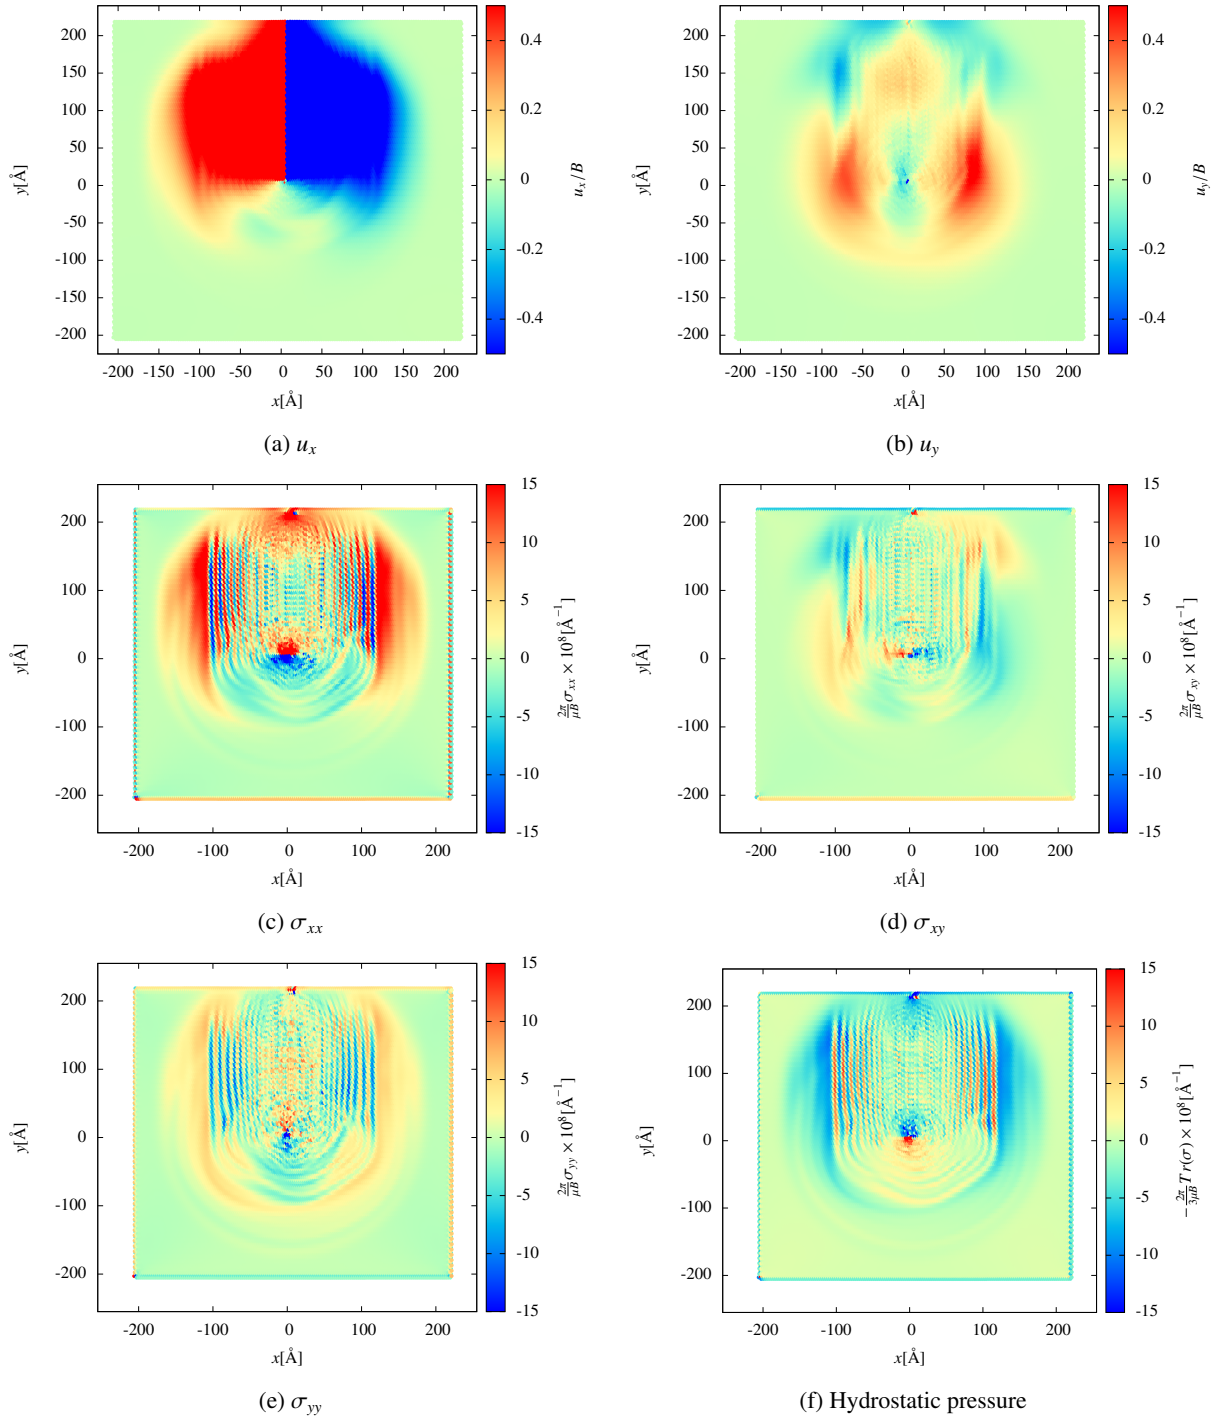 200
150
100
50
0
-50
-100
-150
-200
y[Å]
-200 -150 -100 -50 0 50 100 150 200
x[Å]
0.4
0.2
0
-0.2
-0.4
u_x/B
(a) u_x
200
150
100
50
0
-50
-100
-150
-200
y[Å]
-200 -150 -100 -50 0 50 100 150 200
x[Å]
0.4
0.2
0
-0.2
-0.4
u_y/B
(b) u_y
200
100
0
-100
-200
y[Å]
-200 -100 0 100 200
x[Å]
15
10
5
0
-5
-10
-15
2π/μB σ_xx × 10^8[Å^−1]
(c) σ_xx
200
100
0
-100
-200
y[Å]
-200 -100 0 100 200
x[Å]
15
10
5
0
-5
-10
-15
2π/μB σ_xy × 10^8[Å^−1]
(d) σ_xy
200
100
0
-100
-200
y[Å]
-200 -100 0 100 200
x[Å]
15
10
5
0
-5
-10
-15
2π/μB σ_yy × 10^8[Å^−1]
(e) σ_yy
200
100
0
-100
-200
y[Å]
-200 -100 0 100 200
x[Å]
15
10
5
0
-5
-10
-15
−2π/3μB Tr(σ) × 10^8[Å^−1]
(f) Hydrostatic pressure